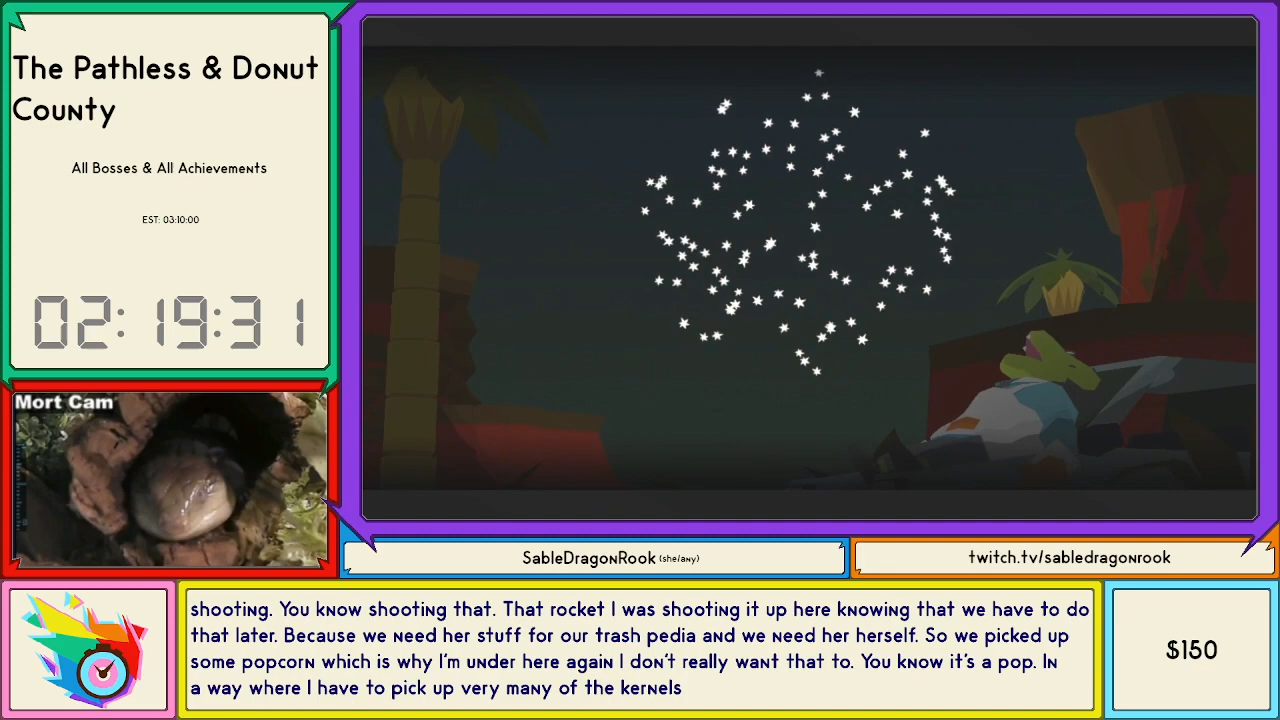 The Pathless & Donut
County
All Bosses & All Achievements
EST: 03:10:00
02:19:31
Mort Cam
SableDragonRook (she/any)
twitch.tv/sabledragonrook
shooting. You know shooting that. That rocket I was shooting it up here knowing that we have to do
that later. Because we need her stuff for our trash pedia and we need her herself. So we picked up
some popcorn which is why I'm under here again I don't really want that to. You know it's a pop. In
a way where I have to pick up very many of the kernels
$150